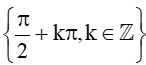 {π/2 + kπ, k ∈ ℤ}